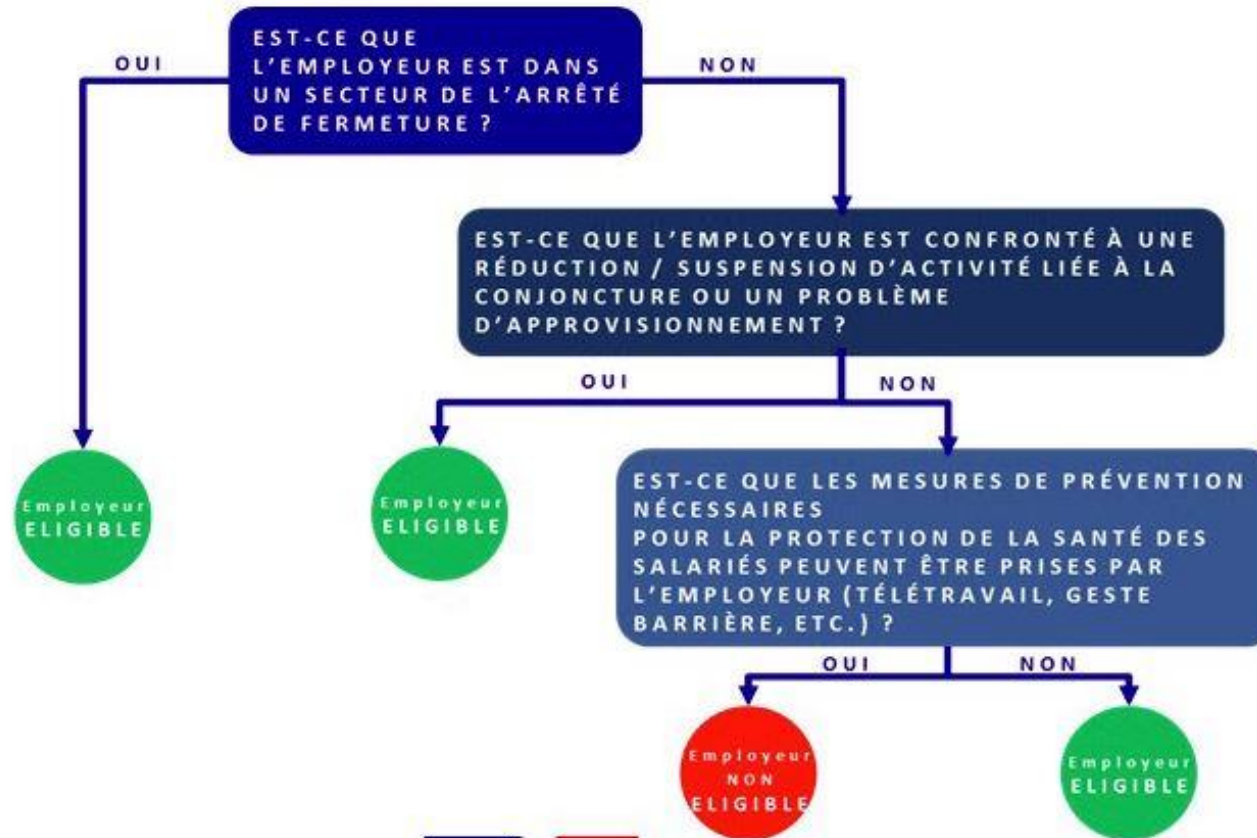 EST-CE QUE
L'EMPLOYEUR EST DANS
UN SECTEUR DE L'ARRÊTÉ
DE FERMETURE ?
OUI
NON
EST-CE QUE L'EMPLOYEUR EST CONFRONTÉ À UNE
RÉDUCTION / SUSPENSION D'ACTIVITÉ LIÉE À LA
CONJONCTURE OU UN PROBLÈME
D'APPROVISIONNEMENT ?
OUI
NON
Employeur
ELIGIBLE
Employeur
ELIGIBLE
EST-CE QUE LES MESURES DE PRÉVENTION
NÉCESSAIRES
POUR LA PROTECTION DE LA SANTÉ DES
SALARIÉS PEUVENT ÊTRE PRISES PAR
L'EMPLOYEUR (TÉLÉTRAVAIL, GESTE
BARRIÈRE, ETC.) ?
OUI
NON
Employeur
NON
ELIGIBLE
Employeur
ELIGIBLE